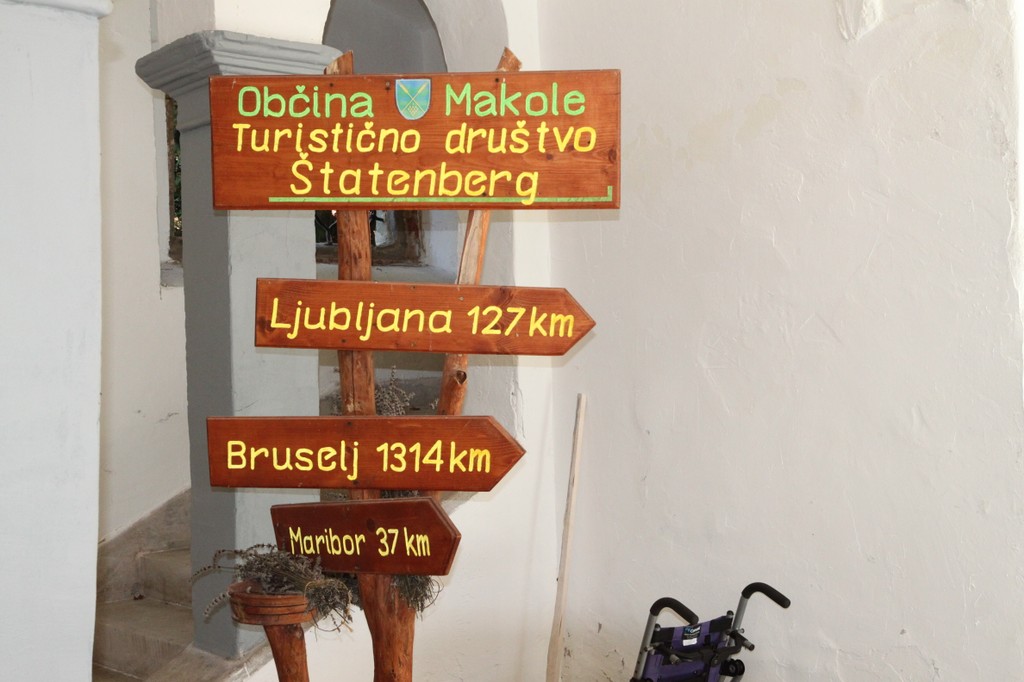 Občina Makole
Turistično društvo
Štatenberg
Ljubljana 127km
Bruselj 1314km
Maribor 37km